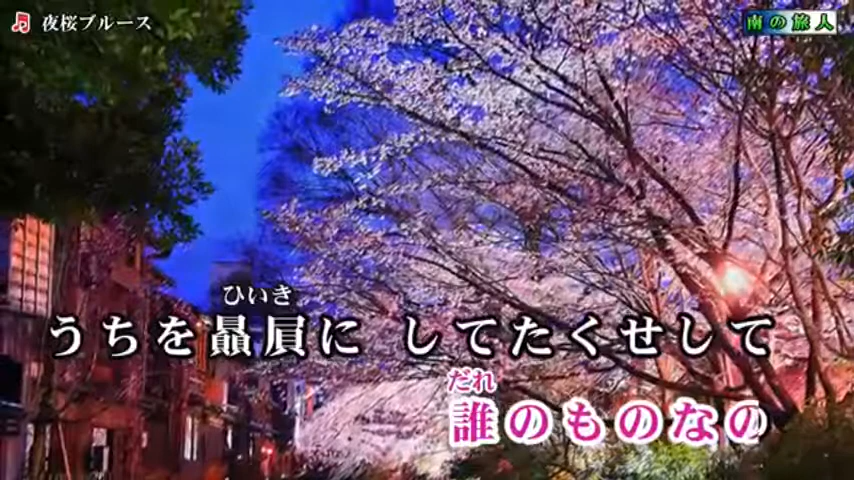 夜桜ブルース
南の旅人
ひいき
うちを贔屓に してたくせして
だれ
誰のものなの